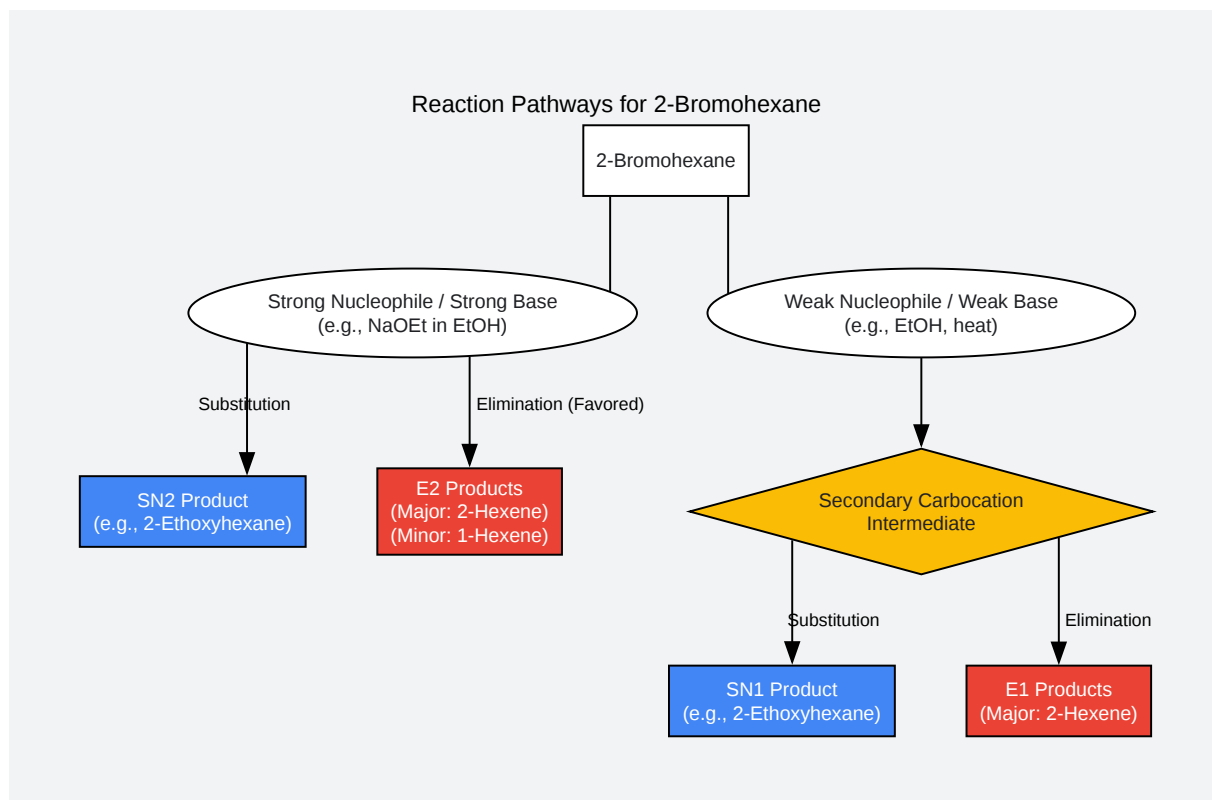 Reaction Pathways for 2-Bromohexane
2-Bromohexane
Strong Nucleophile / Strong Base
(e.g., NaOEt in EtOH)
Weak Nucleophile / Weak Base
(e.g., EtOH, heat)
Substitution
Elimination (Favored)
SN2 Product
(e.g., 2-Ethoxyhexane)
E2 Products
(Major: 2-Hexene)
(Minor: 1-Hexene)
Secondary Carbocation
Intermediate
Substitution
Elimination
SN1 Product
(e.g., 2-Ethoxyhexane)
E1 Products
(Major: 2-Hexene)